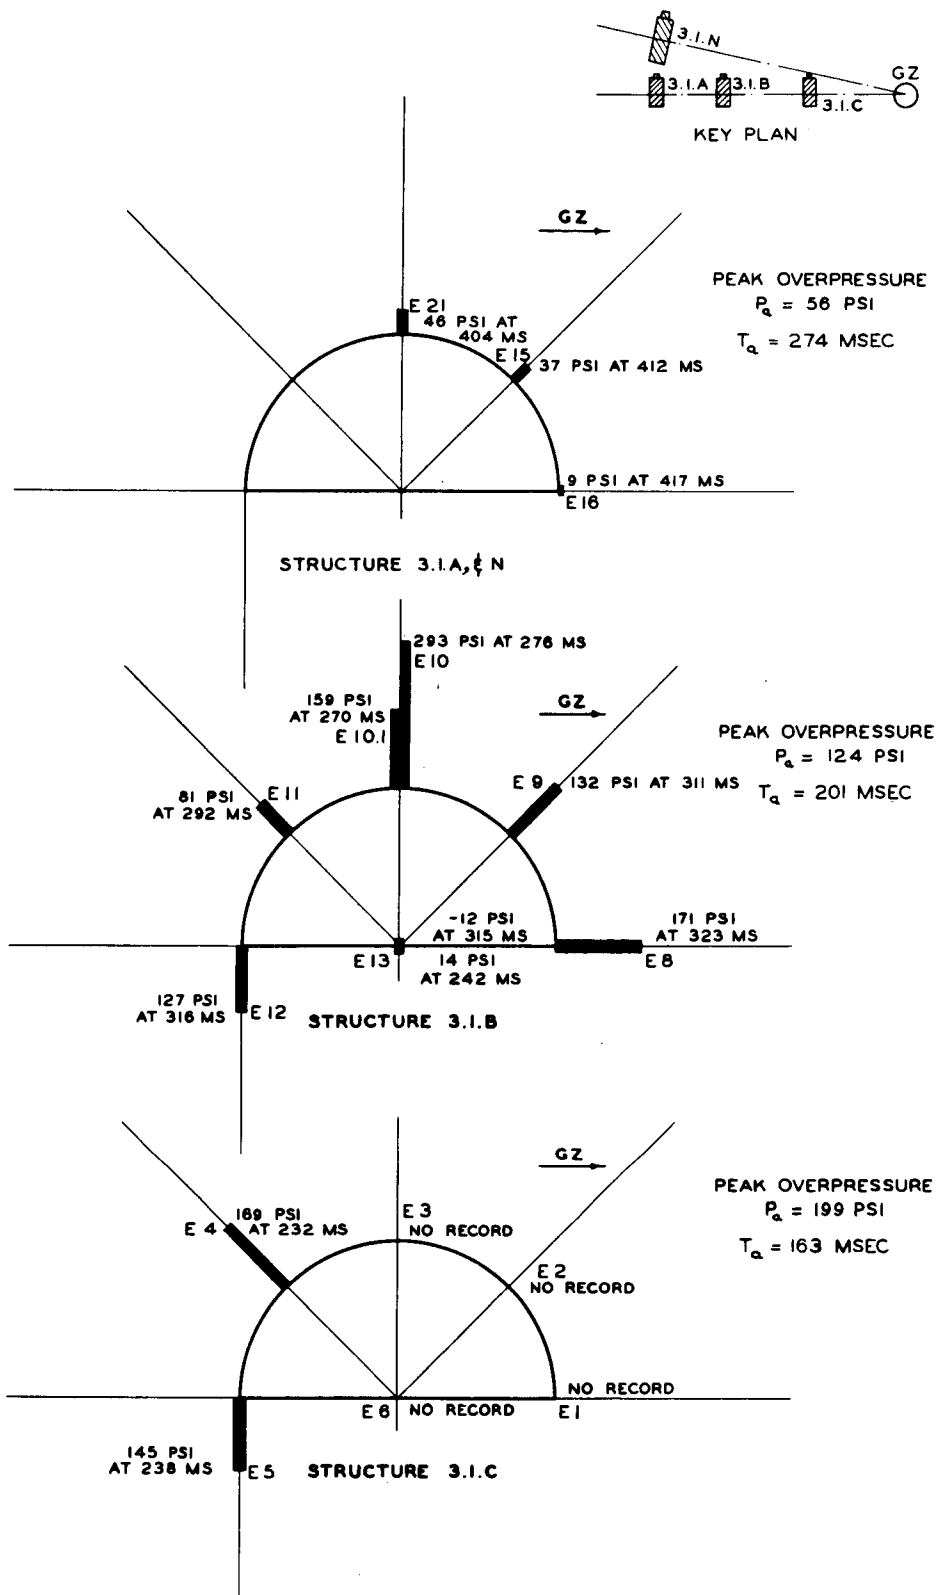 3.1.N
GZ
3.1.A
3.1.B
3.1.C
KEY PLAN
GZ
PEAK OVERPRESSURE
Pa = 56 PSI
Ta = 274 MSEC
E 21
46 PSI AT
404 MS
E 15
37 PSI AT 412 MS
9 PSI AT 417 MS
E 16
STRUCTURE 3.1.A, & N
293 PSI AT 276 MS
E 10
159 PSI
AT 270 MS
E 10.1
GZ
PEAK OVERPRESSURE
Pa = 124 PSI
Ta = 201 MSEC
E 11
81 PSI
AT 292 MS
E 9
132 PSI AT 311 MS
-12 PSI
AT 315 MS
171 PSI
AT 323 MS
E 13
14 PSI
AT 242 MS
E 8
127 PSI
AT 316 MS
E 12
STRUCTURE 3.1.B
GZ
PEAK OVERPRESSURE
Pa = 199 PSI
Ta = 163 MSEC
E 4
169 PSI
AT 232 MS
E 3
NO RECORD
E 2
NO RECORD
NO RECORD
E 6
NO RECORD
E 1
145 PSI
AT 238 MS
E 5
STRUCTURE 3.1.C